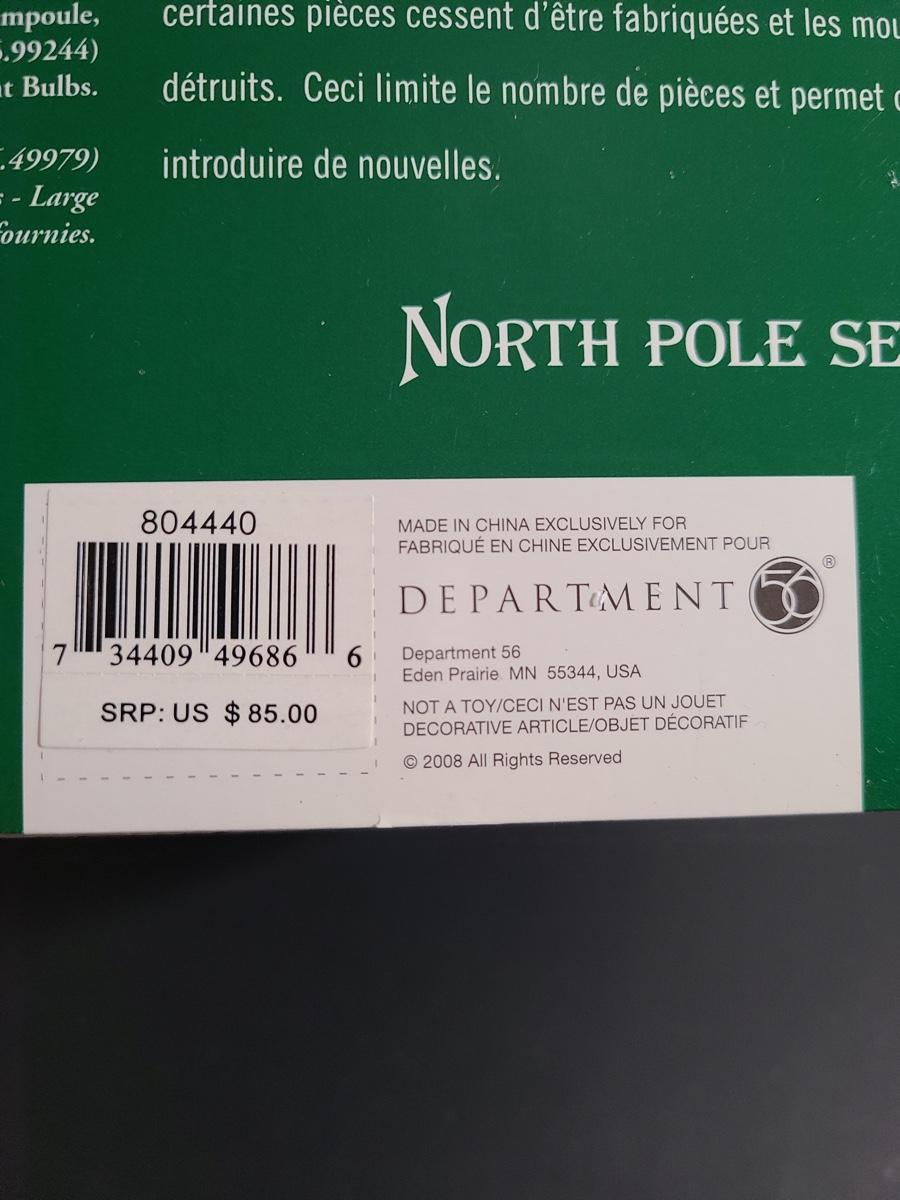 mpoule,
.99244)
Bulbs.
49979)
- Large
fournies.
certaines pièces cessent d'être fabriquées et les
détruits. Ceci limite le nombre de pièces et permet
introduire de nouvelles.
NORTH POLE SE
804440
7 34409 49686 6
SRP: US $ 85.00
MADE IN CHINA EXCLUSIVELY FOR
FABRIQUÉ EN CHINE EXCLUSIVEMENT POUR
DEPARTMENT 56 ®
Department 56
Eden Prairie MN 55344, USA
NOT A TOY/CECI N'EST PAS UN JOUET
DECORATIVE ARTICLE/OBJET DÉCORATIF
© 2008 All Rights Reserved